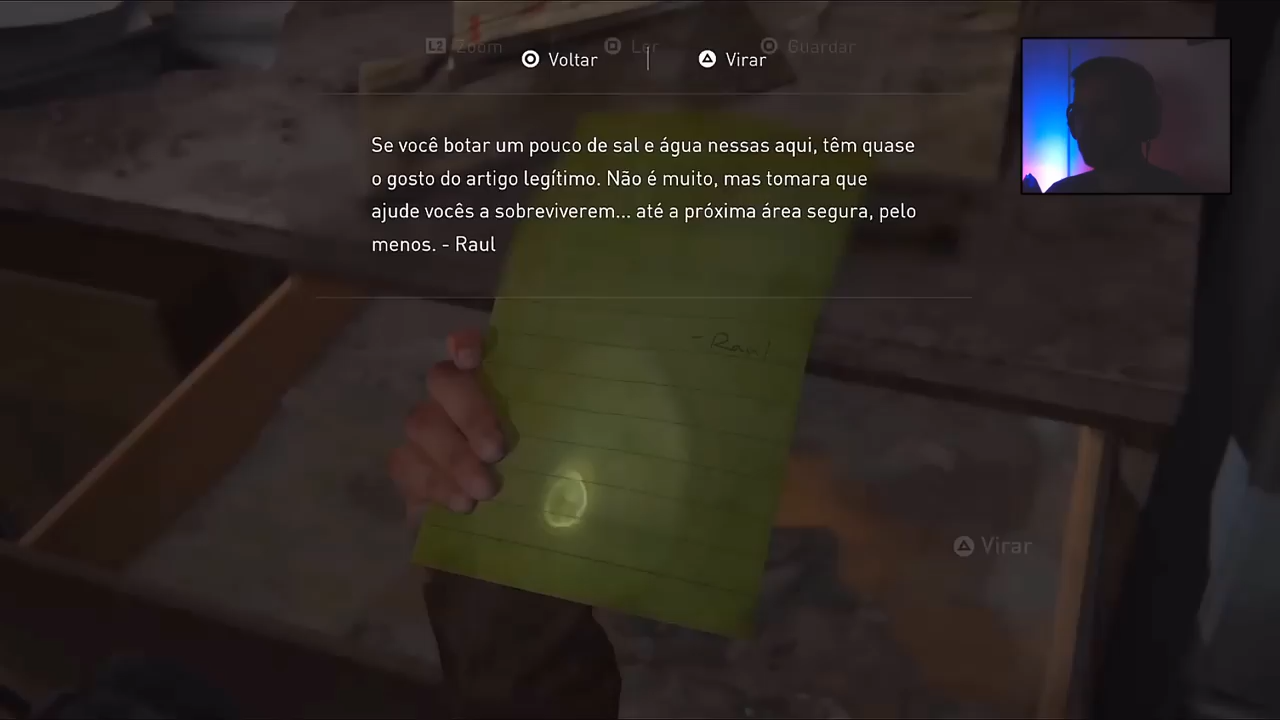 L2 Zoom Ler Guardar
Voltar | Virar
Se você botar um pouco de sal e água nessas aqui, têm quase
o gosto do artigo legítimo. Não é muito, mas tomara que
ajude vocês a sobreviverem... até a próxima área segura, pelo
menos. - Raul
- Raul
Virar